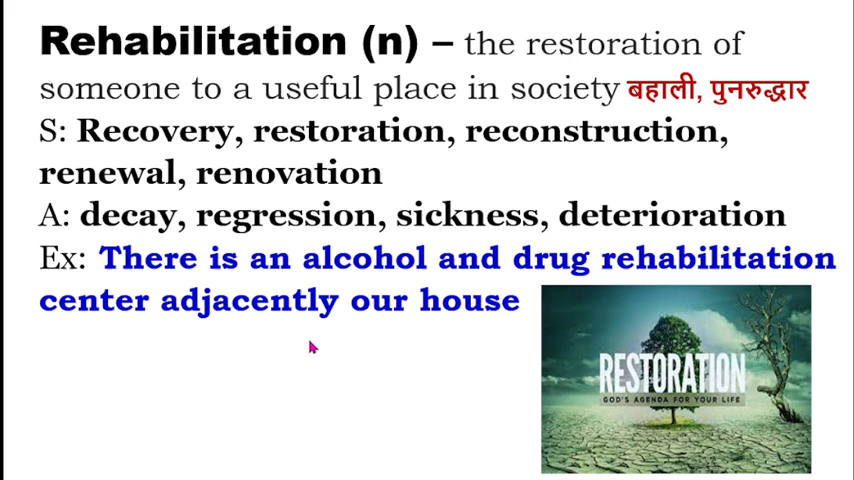 Rehabilitation (n) – the restoration of
someone to a useful place in society बहाली, पुनरुद्धार
S: Recovery, restoration, reconstruction,
renewal, renovation
A: decay, regression, sickness, deterioration
Ex: There is an alcohol and drug rehabilitation
center adjacently our house
RESTORATION
GOD'S AGENDA FOR YOUR LIFE